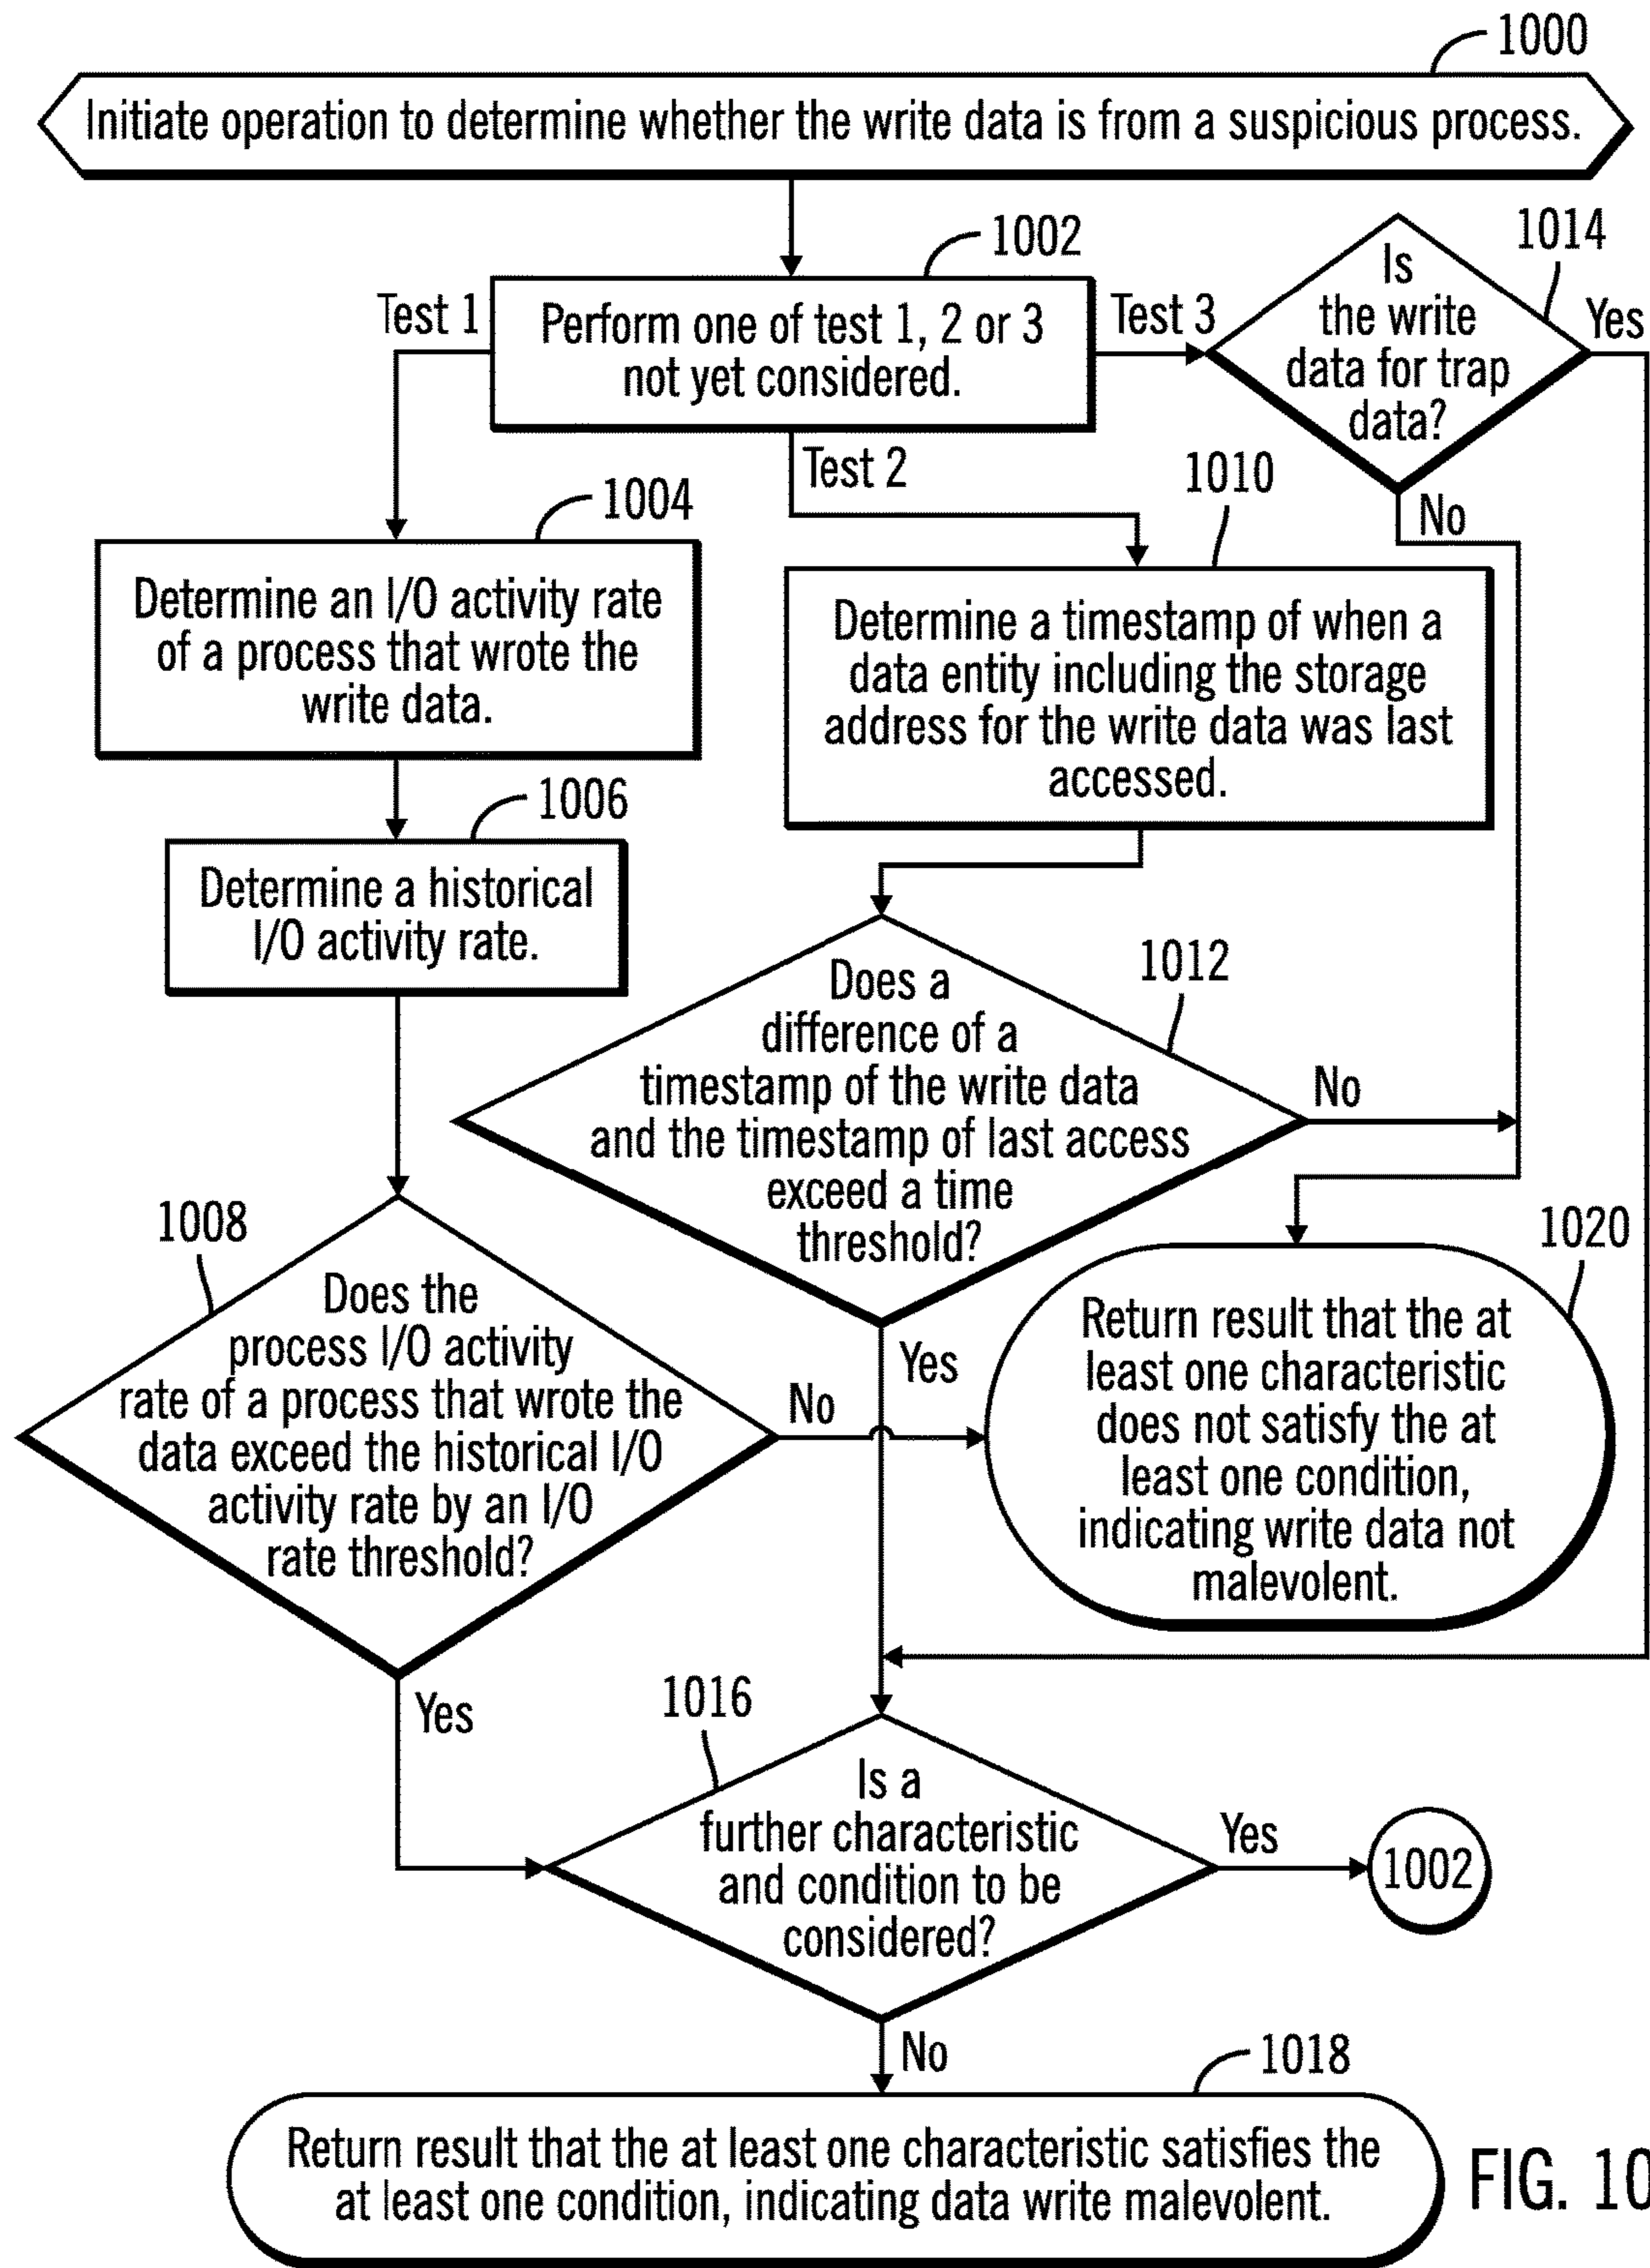 1000
Initiate operation to determine whether the write data is from a suspicious process.
1002
Test 1
Perform one of test 1, 2 or 3
not yet considered.
Test 3
Test 2
1014
Is
the write
data for trap
data?
Yes
No
1004
Determine an I/O activity rate
of a process that wrote the
write data.
1006
Determine a historical
I/O activity rate.
1010
Determine a timestamp of when a
data entity including the storage
address for the write data was last
accessed.
1012
Does a
difference of a
timestamp of the write data
and the timestamp of last access
exceed a time
threshold?
No
Yes
1008
Does the
process I/O activity
rate of a process that wrote the
data exceed the historical I/O
activity rate by an I/O
rate threshold?
No
Yes
1020
Return result that the at
least one characteristic
does not satisfy the at
least one condition,
indicating write data not
malevolent.
1016
Is a
further characteristic
and condition to be
considered?
Yes
1002
No
1018
Return result that the at least one characteristic satisfies the
at least one condition, indicating data write malevolent.
FIG. 10